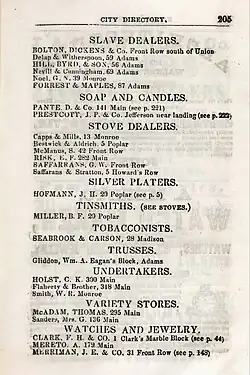 CITY DIRECTORY. 205
SLAVE DEALERS.
BOLTON, DICKENS & Co. Front Row south of Union
Delap & Witherspoon, 59 Adams
HILL, BYRD, & SON, 56 Adams
Nevill & Cunningham, 69 Adams
Noel, G. N. 39 Monroe
FORREST & MAPLES, 87 Adams
SOAP AND CANDLES.
PANTE, D. & Co. 141 Main (see p. 221)
PRESTCOTT, J. P. & Co. Jefferson near landing (see p. 222)
STOVE DEALERS.
Capps & Mills, 13 Monroe
Bestwick & Aldrich, 5 Poplar
McManus, S. 42 Front Row
RISK, E. F. 282 Main
SAFFARRANS, G. W. Front Row
Saffarans & Stratton, 5 Howard's Row
SILVER PLATERS.
HOFMANN, J. H. 29 Poplar (see p. 5)
TINSMITHS. (SEE STOVES.)
MILLER, B. F. 29 Poplar
TOBACCONISTS.
SEABROOK & CARSON, 28 Madison
TRUSSES.
Gliddon, Wm. A. Eagan's Block, Adams
UNDERTAKERS.
HOLST, C. K. 300 Main
Flaherty & Brother, 318 Main
Smith, W. R. Monroe
VARIETY STORES.
McADAM, THOMAS, 295 Main
Sanders, Mrs. G. 136 Main
WATCHES AND JEWELRY.
CLARK, F. H. & CO. 1 Clark's Marble Block (see p. 44)
MERETO. A. 179 Main
MERRIMAN, J. E. & CO. 31 Front Row (see p. 148)